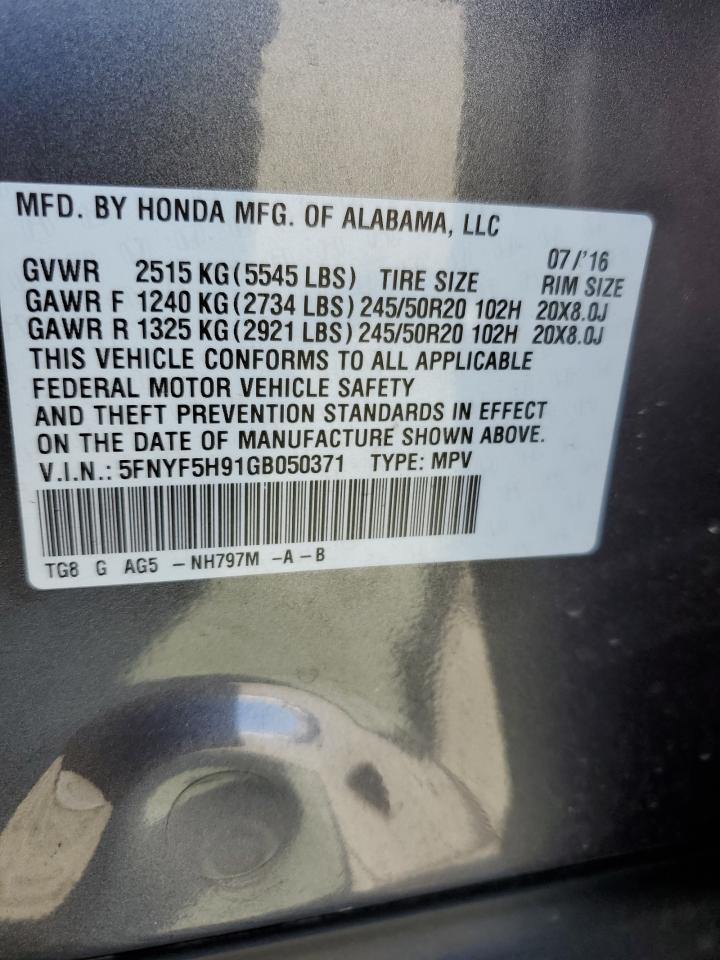 MFD. BY HONDA MFG. OF ALABAMA, LLC
07/'16
GVWR 2515 KG (5545 LBS) TIRE SIZE RIM SIZE
GAWR F 1240 KG (2734 LBS) 245/50R20 102H 20X8.0J
GAWR R 1325 KG (2921 LBS) 245/50R20 102H 20X8.0J
THIS VEHICLE CONFORMS TO ALL APPLICABLE
FEDERAL MOTOR VEHICLE SAFETY
AND THEFT PREVENTION STANDARDS IN EFFECT
ON THE DATE OF MANUFACTURE SHOWN ABOVE.
V.I.N.: 5FNYF5H91GB050371 TYPE: MPV
TG8 G AG5 -NH797M -A -B